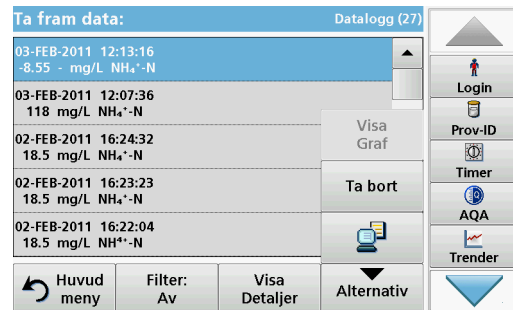 Ta fram data: Datalogg (27)
03-FEB-2011 12:13:16
-8.55 - mg/L NH₄⁺-N
03-FEB-2011 12:07:36
118 mg/L NH₄⁺-N
02-FEB-2011 16:24:32
18.5 mg/L NH₄⁺-N
02-FEB-2011 16:23:23
18.5 mg/L NH₄⁺-N
02-FEB-2011 16:22:04
18.5 mg/L NH⁴⁺-N
Visa
Graf
Ta bort
Huvud
meny
Filter:
Av
Visa
Detaljer
Alternativ
Login
Prov-ID
Timer
AQA
Trender